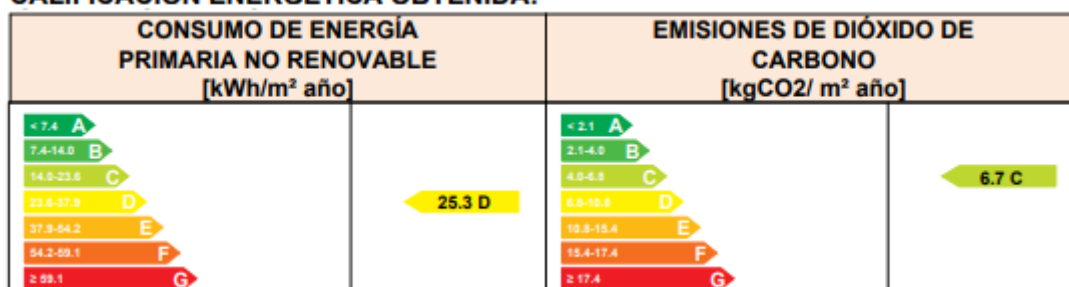 CALIFICACIÓN ENERGÉTICA OBTENIDA:
CONSUMO DE ENERGÍA
PRIMARIA NO RENOVABLE
[kWh/m² año]
EMISIONES DE DIÓXIDO DE
CARBONO
[kgCO2/ m² año]
< 7.4 A
7.4-14.0 B
14.0-23.6 C
23.6-37.9 D
37.9-54.2 E
54.2-59.1 F
≥ 59.1 G
25.3 D
< 2.1 A
2.1-4.0 B
4.0-6.8 C
6.8-10.8 D
10.8-15.4 E
15.4-17.4 F
≥ 17.4 G
6.7 C